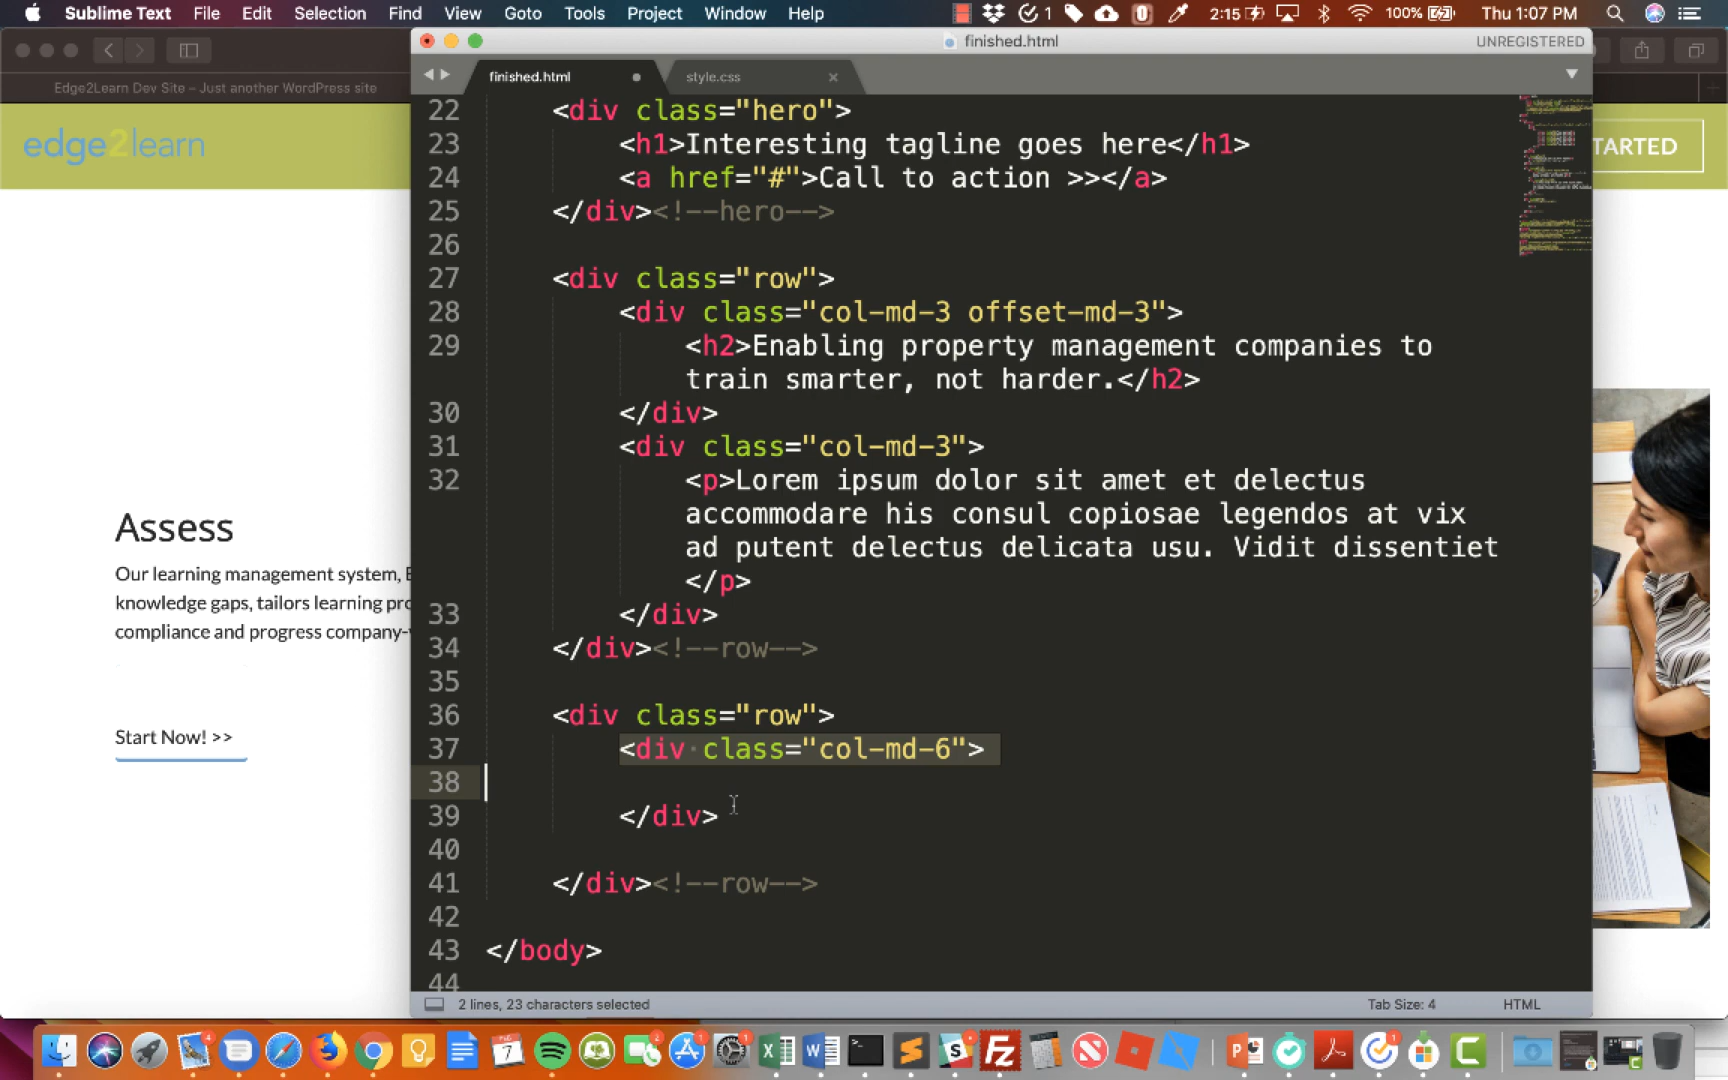 Sublime Text File Edit Selection Find View Goto Tools Project Window Help 1 2:15 100% Thu 1:07 PM
finished.html UNREGISTERED
finished.html style.css
Edge2Learn Dev Site – Just another WordPress site
edge2learn
TARTED
22 <div class="hero">
23 <h1>Interesting tagline goes here</h1>
24 <a href="#">Call to action >></a>
25 </div><!--hero-->
26
27 <div class="row">
28 <div class="col-md-3 offset-md-3">
29 <h2>Enabling property management companies to
train smarter, not harder.</h2>
30 </div>
31 <div class="col-md-3">
32 <p>Lorem ipsum dolor sit amet et delectus
accommodare his consul copiosae legendos at vix
ad putent delectus delicata usu. Vidit dissentiet
</p>
33 </div>
34 </div><!--row-->
35
36 <div class="row">
37 <div class="col-md-6">
38
39 </div>
40
41 </div><!--row-->
42
43 </body>
44
Assess
Our learning management system, E
knowledge gaps, tailors learning pro
compliance and progress company-
Start Now! >>
2 lines, 23 characters selected Tab Size: 4 HTML